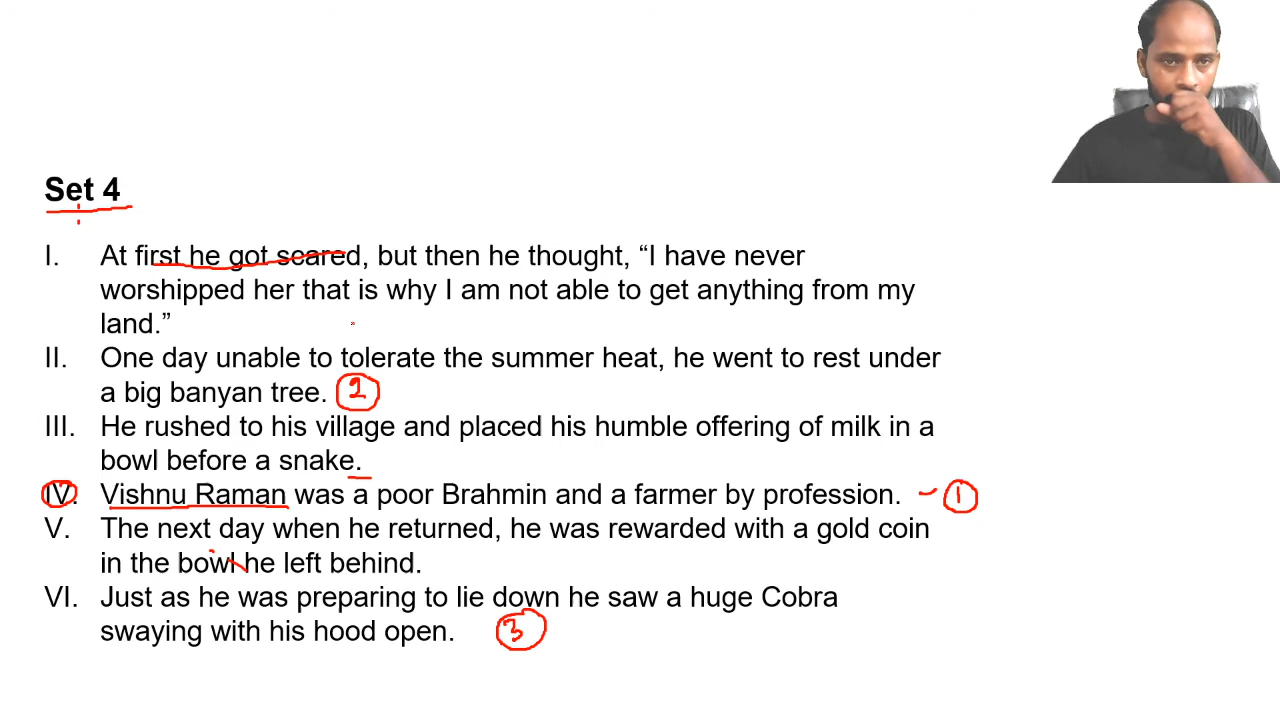 Set 4
I. At first he got scared, but then he thought, “I have never
worshipped her that is why I am not able to get anything from my
land.”
II. One day unable to tolerate the summer heat, he went to rest under
a big banyan tree. 2
III. He rushed to his village and placed his humble offering of milk in a
bowl before a snake.
IV. Vishnu Raman was a poor Brahmin and a farmer by profession. - 1
V. The next day when he returned, he was rewarded with a gold coin
in the bowl he left behind.
VI. Just as he was preparing to lie down he saw a huge Cobra
swaying with his hood open. 3